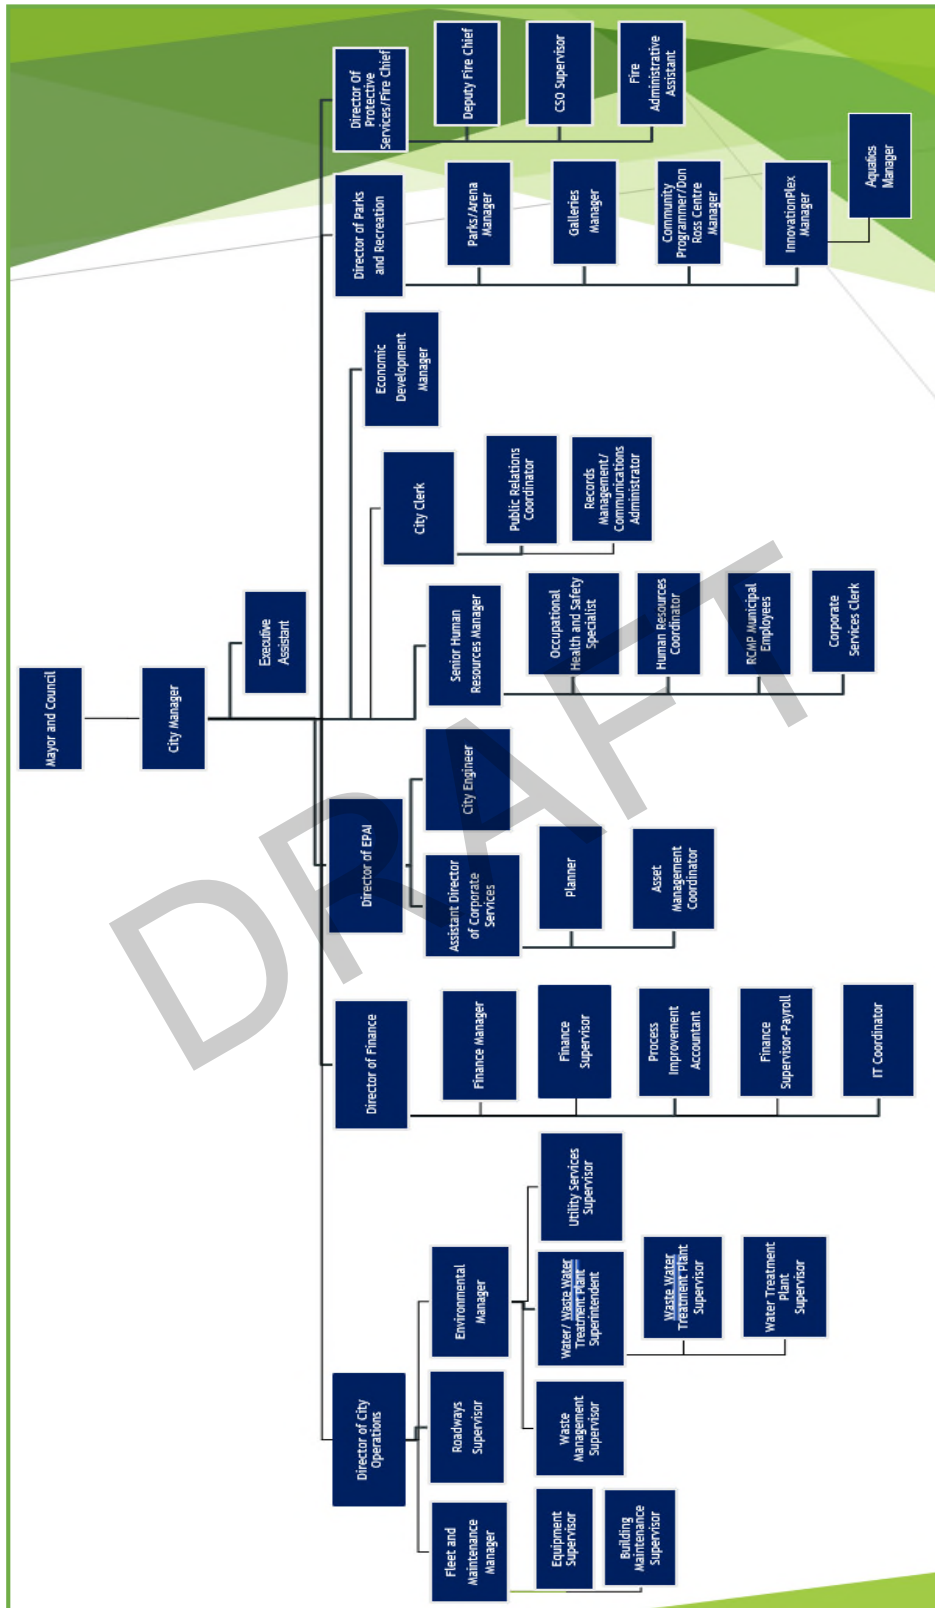 Mayor and Council
City Manager
Executive
Assistant
Director of City
Operations
Fleet and
Maintenance
Manager
Equipment
Supervisor
Building
Maintenance
Supervisor
Roadways
Supervisor
Environmental
Manager
Waste
Management
Supervisor
Water/ Waste Water
Treatment Plant
Superintendent
Waste Water
Treatment Plant
Supervisor
Water Treatment
Plant
Supervisor
Utility Services
Supervisor
Director of Finance
Finance Manager
Finance
Supervisor
Process
Improvement
Accountant
Finance
Supervisor-Payroll
IT Coordinator
Director of EPAI
Assistant Director
of Corporate
Services
Planner
Asset
Management
Coordinator
City Engineer
Senior Human
Resources Manager
Occupational
Health and Safety
Specialist
Human Resources
Coordinator
RCMP Municipal
Employees
Corporate
Services Clerk
City Clerk
Public Relations
Coordinator
Records
Management/
Communications
Administrator
Economic
Development
Manager
Director of Parks
and Recreation
Parks/Arena
Manager
Galleries
Manager
Community
Programmer/Don
Ross Centre
Manager
InnovationPlex
Manager
Aquatics
Manager
Director Of
Protective
Services/Fire Chief
Deputy Fire Chief
CSO Supervisor
Fire
Administrative
Assistant
DRAFT